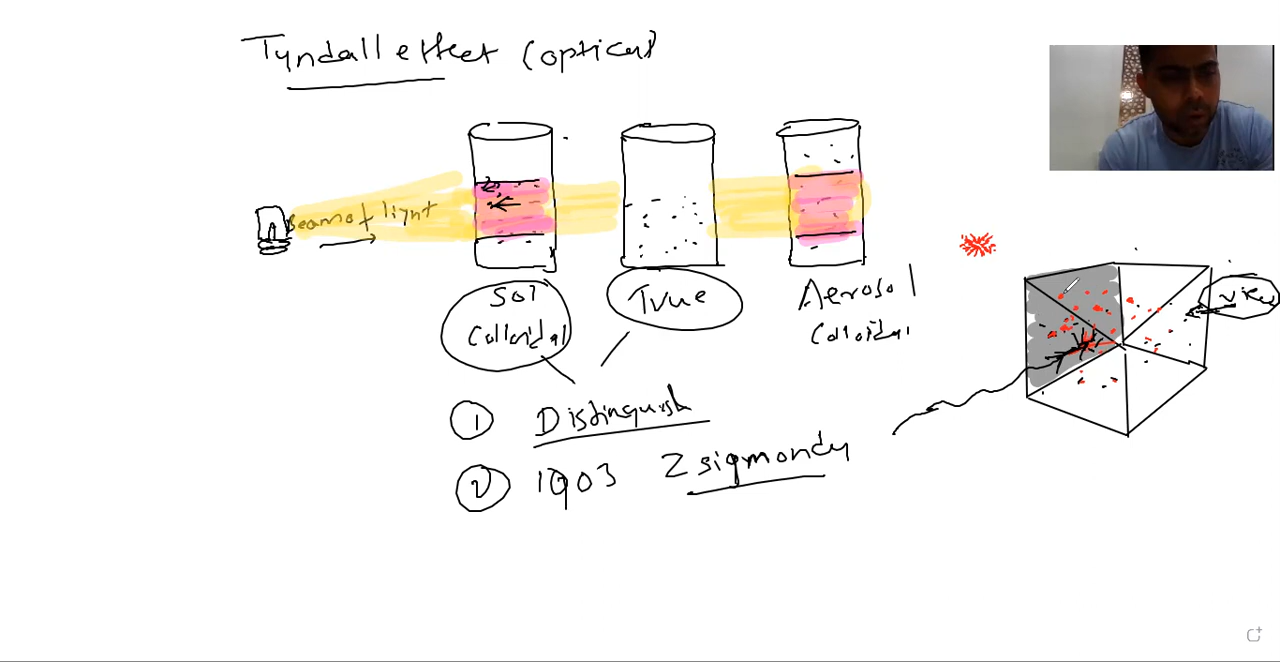 Tyndall effect (optical)
Beam of light
Sol
Colloidal
True
Aerosol
Colloidal
view
1 Distinguish
2 1903 Zsigmondy